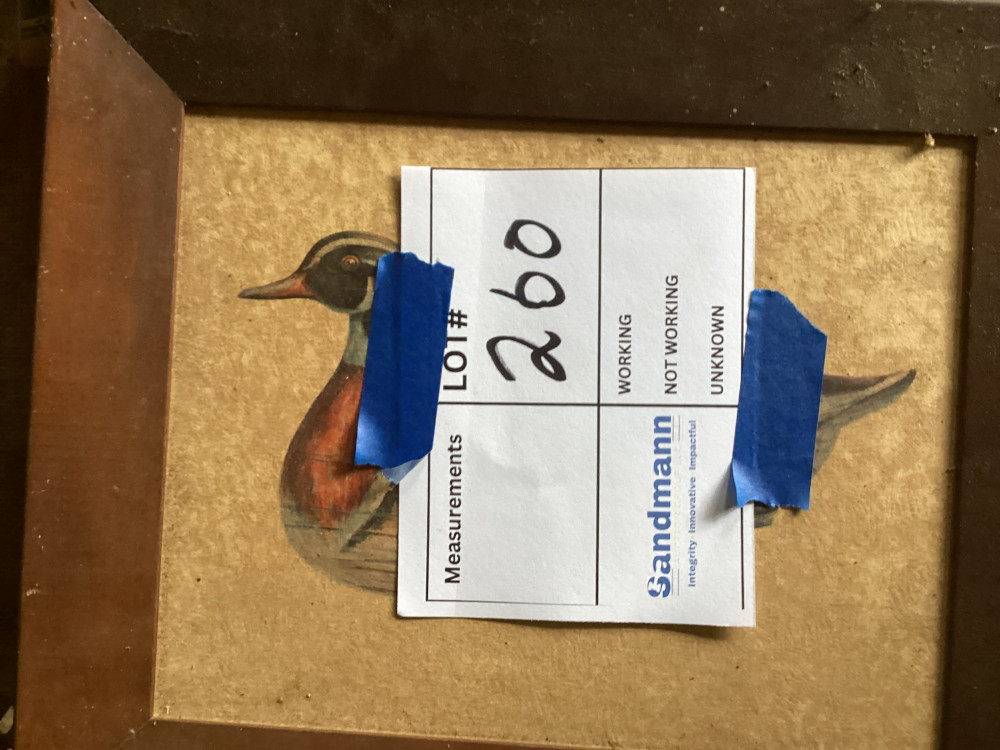 Measurements
LOT#
260
Sandmann
Integrity · Innovative · Impactful
WORKING
NOT WORKING
UNKNOWN